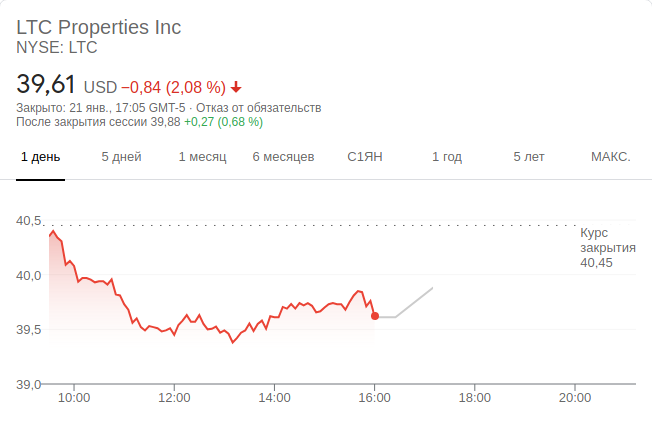 LTC Properties Inc
NYSE: LTC
39,61 USD −0,84 (2,08 %)
Закрыто: 21 янв., 17:05 GMT-5 · Отказ от обязательств
После закрытия сессии 39,88 +0,27 (0,68 %)
1 день 5 дней 1 месяц 6 месяцев С1ЯН 1 год 5 лет МАКС.
40,5
Курс
закрытия
40,45
40,0
39,5
39,0
10:00 12:00 14:00 16:00 18:00 20:00